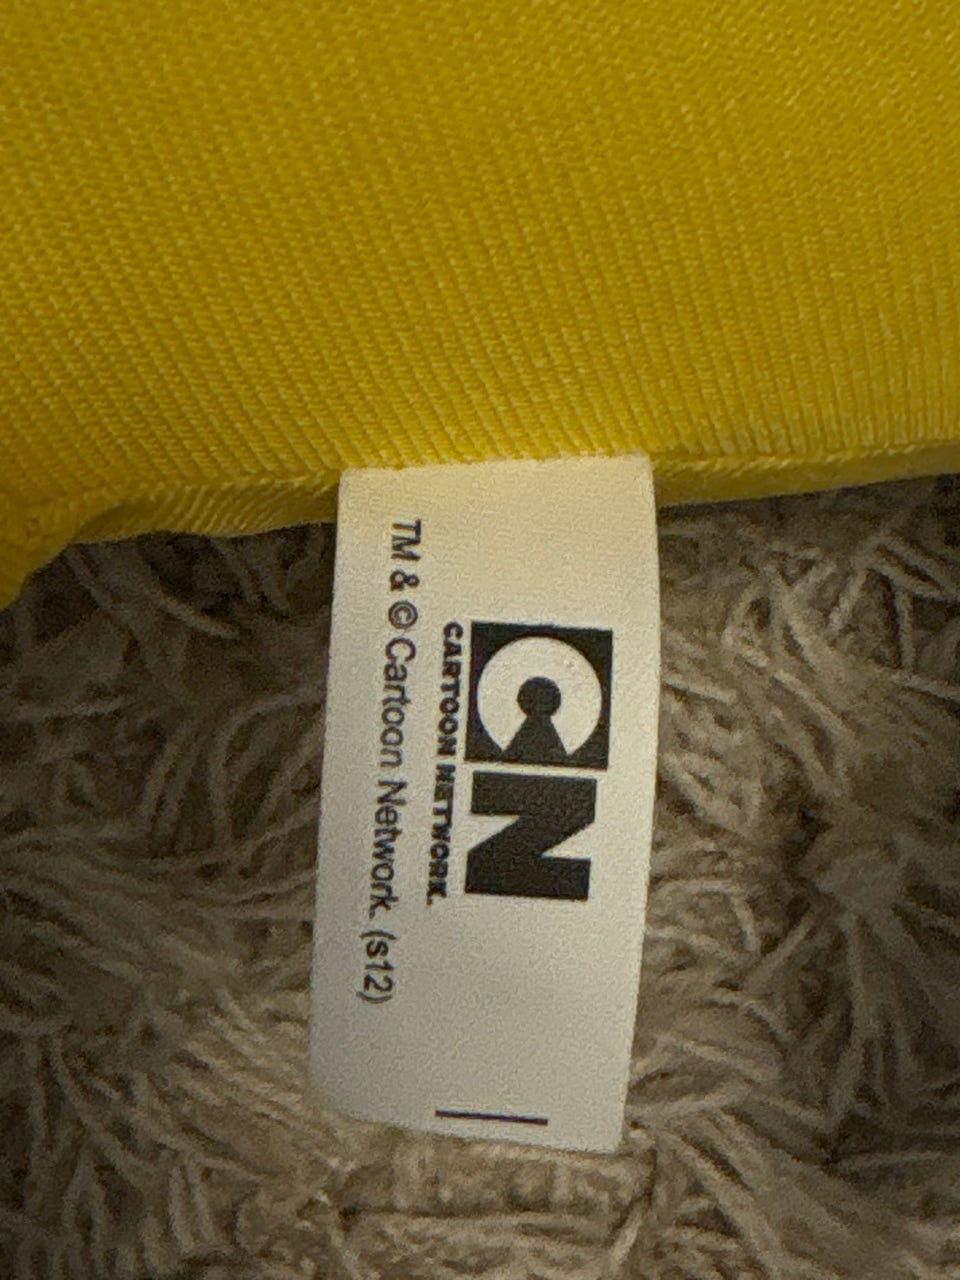 CN
CARTOON NETWORK.
TM & © Cartoon Network. (s12)